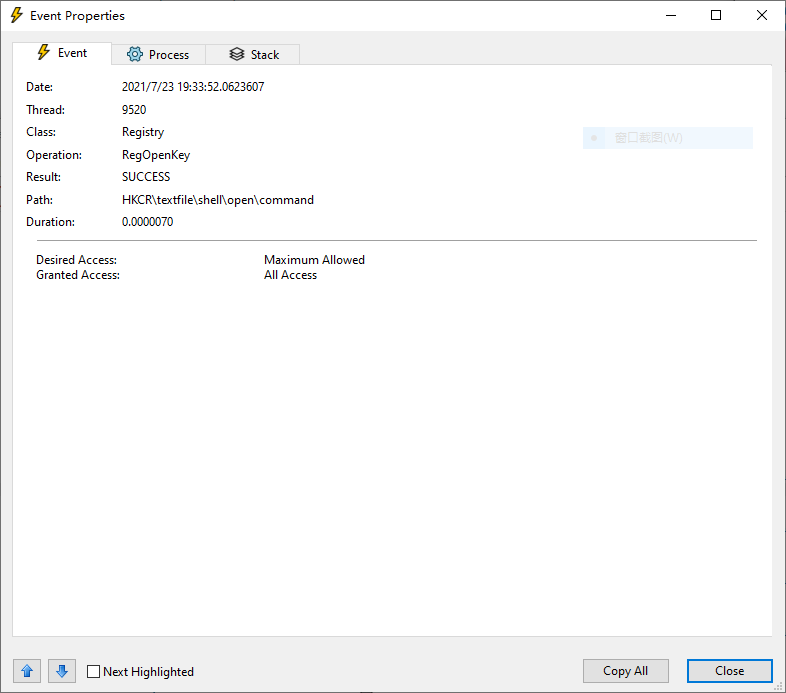 Event Properties
Event Process Stack
Date: 2021/7/23 19:33:52.0623607
Thread: 9520
Class: Registry
窗口截图(W)
Operation: RegOpenKey
Result: SUCCESS
Path: HKCR\textfile\shell\open\command
Duration: 0.0000070
Desired Access: Maximum Allowed
Granted Access: All Access
Next Highlighted Copy All Close